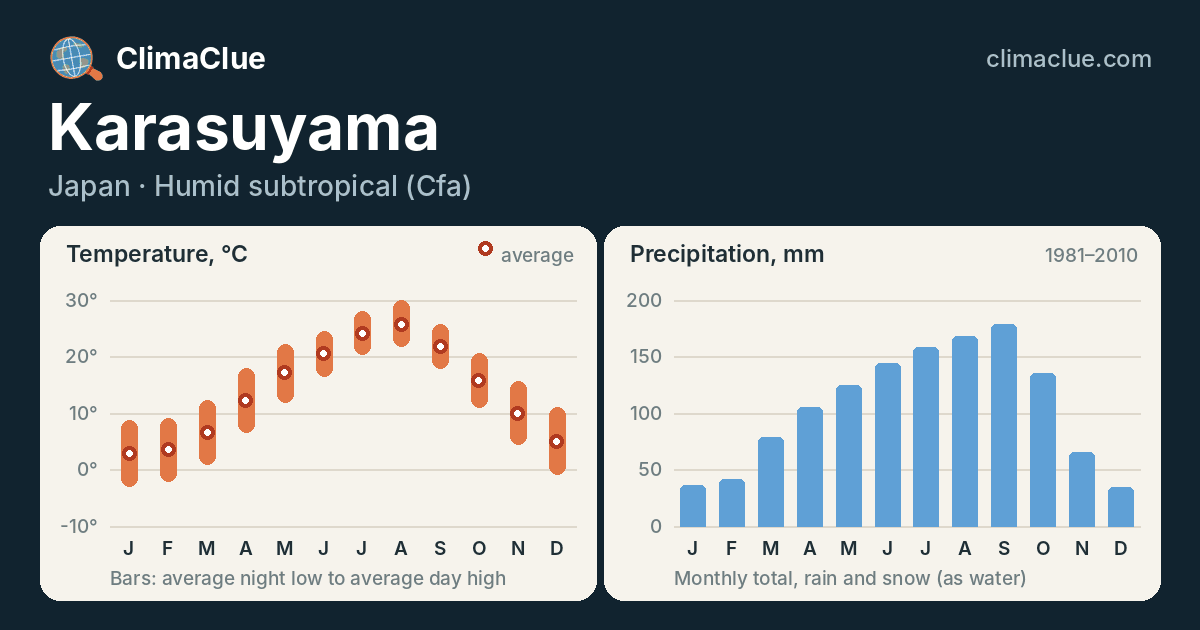 ClimaClue
climaclue.com
Karasuyama
Japan · Humid subtropical (Cfa)
Temperature, °C
average
30°
20°
10°
0°
-10°
J F M A M J J A S O N D
Bars: average night low to average day high
Precipitation, mm
1981–2010
200
150
100
50
0
J F M A M J J A S O N D
Monthly total, rain and snow (as water)